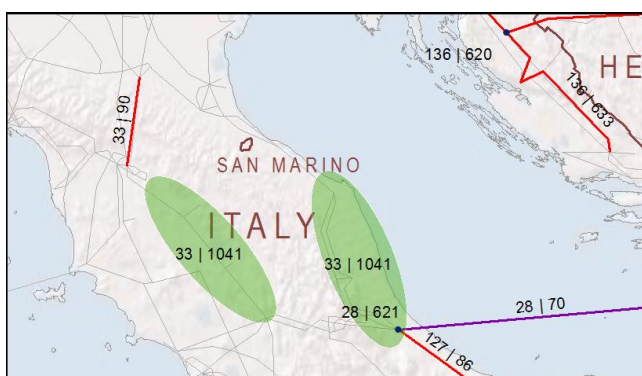 136 | 620
HE
136 | 633
33 | 90
SAN MARINO
ITALY
33 | 1041
33 | 1041
28 | 621
28 | 70
127 | 86